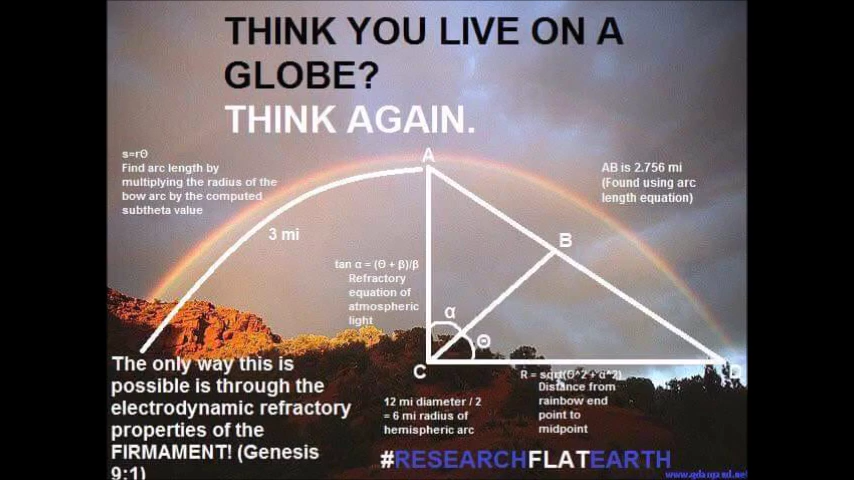 THINK YOU LIVE ON A
GLOBE?
THINK AGAIN.
s=rΘ
Find arc length by
multiplying the radius of the
bow arc by the computed
subtheta value
A
AB is 2.756 mi
(Found using arc
length equation)
3 mi
B
tan α = (Θ + β)/β
Refractory
equation of
atmospheric
light
α
Θ
C
D
The only way this is
possible is through the
electrodynamic refractory
properties of the
FIRMAMENT! (Genesis
9:1)
12 mi diameter / 2
= 6 mi radius of
hemispheric arc
R = sqrt(Θ^2 + α^2)
Distance from
rainbow end
point to
midpoint
#RESEARCHFLATEARTH